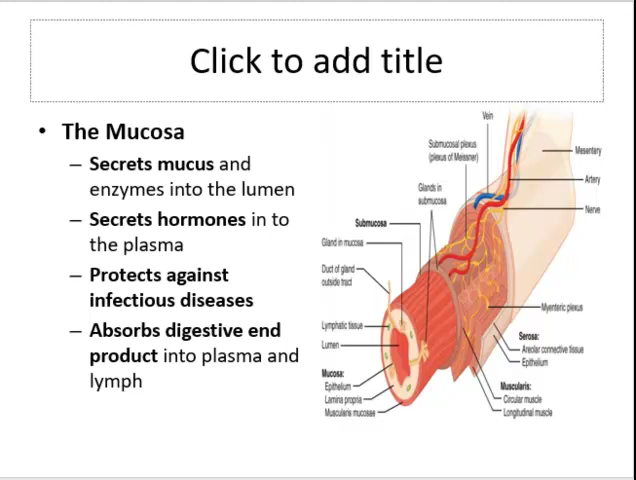 Click to add title
• The Mucosa
– Secrets mucus and
enzymes into the lumen
– Secrets hormones in to
the plasma
– Protects against
infectious diseases
– Absorbs digestive end
product into plasma and
lymph
Vein
Submucosal plexus
(plexus of Meissner)
Mesentery
Glands in
submucosa
Artery
Nerve
Submucosa
Gland in mucosa
Duct of gland
outside tract
Myenteric plexus
Lymphatic tissue
Lumen
Serosa:
Areolar connective tissue
Epithelium
Mucosa:
Epithelium
Lamina propria
Muscularis mucosae
Muscularis:
Circular muscle
Longitudinal muscle